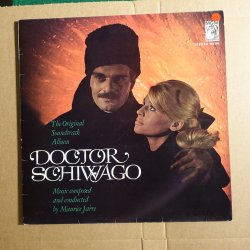 The Original
Soundtrack
Album
DOCTOR
SCHIWAGO
Music composed
and conducted
by Maurice Jarre